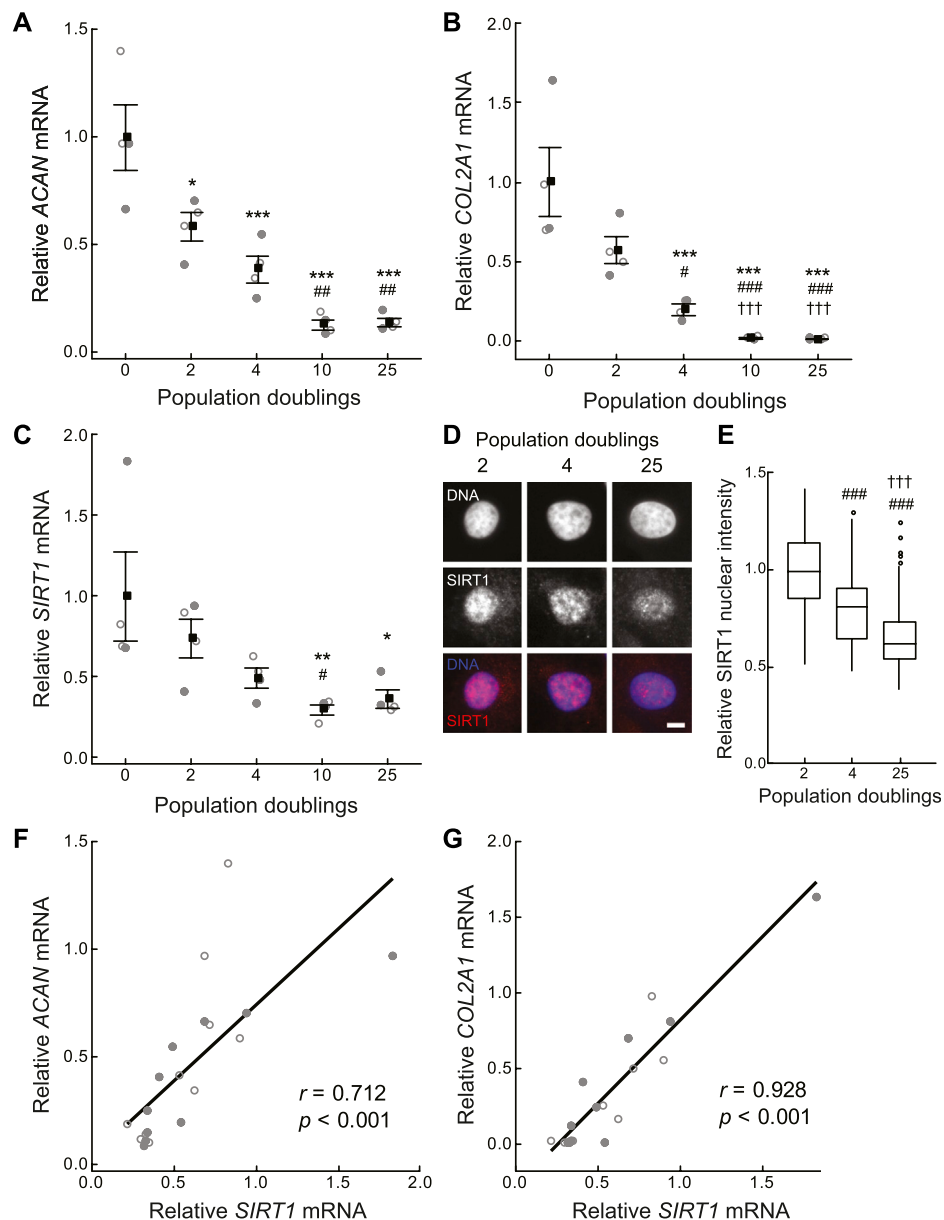 A
Relative ACAN mRNA
1.5
1.0
0.5
0.0
*
***
***
##
***
##
0 2 4 10 25
Population doublings
B
Relative COL2A1 mRNA
2.0
1.5
1.0
0.5
0.0
***
#
***
###
†††
***
###
†††
0 2 4 10 25
Population doublings
C
Relative SIRT1 mRNA
2.0
1.5
1.0
0.5
0.0
**
#
*
0 2 4 10 25
Population doublings
D
Population doublings
2 4 25
DNA
SIRT1
DNA
SIRT1
E
Relative SIRT1 nuclear intensity
1.5
1.0
0.5
0.0
###
†††
###
2 4 25
Population doublings
F
Relative ACAN mRNA
1.5
1.0
0.5
0.0
r = 0.712
p < 0.001
0.0 0.5 1.0 1.5 2.0
Relative SIRT1 mRNA
G
Relative COL2A1 mRNA
2.0
1.5
1.0
0.5
0.0
r = 0.928
p < 0.001
0.0 0.5 1.0 1.5
Relative SIRT1 mRNA